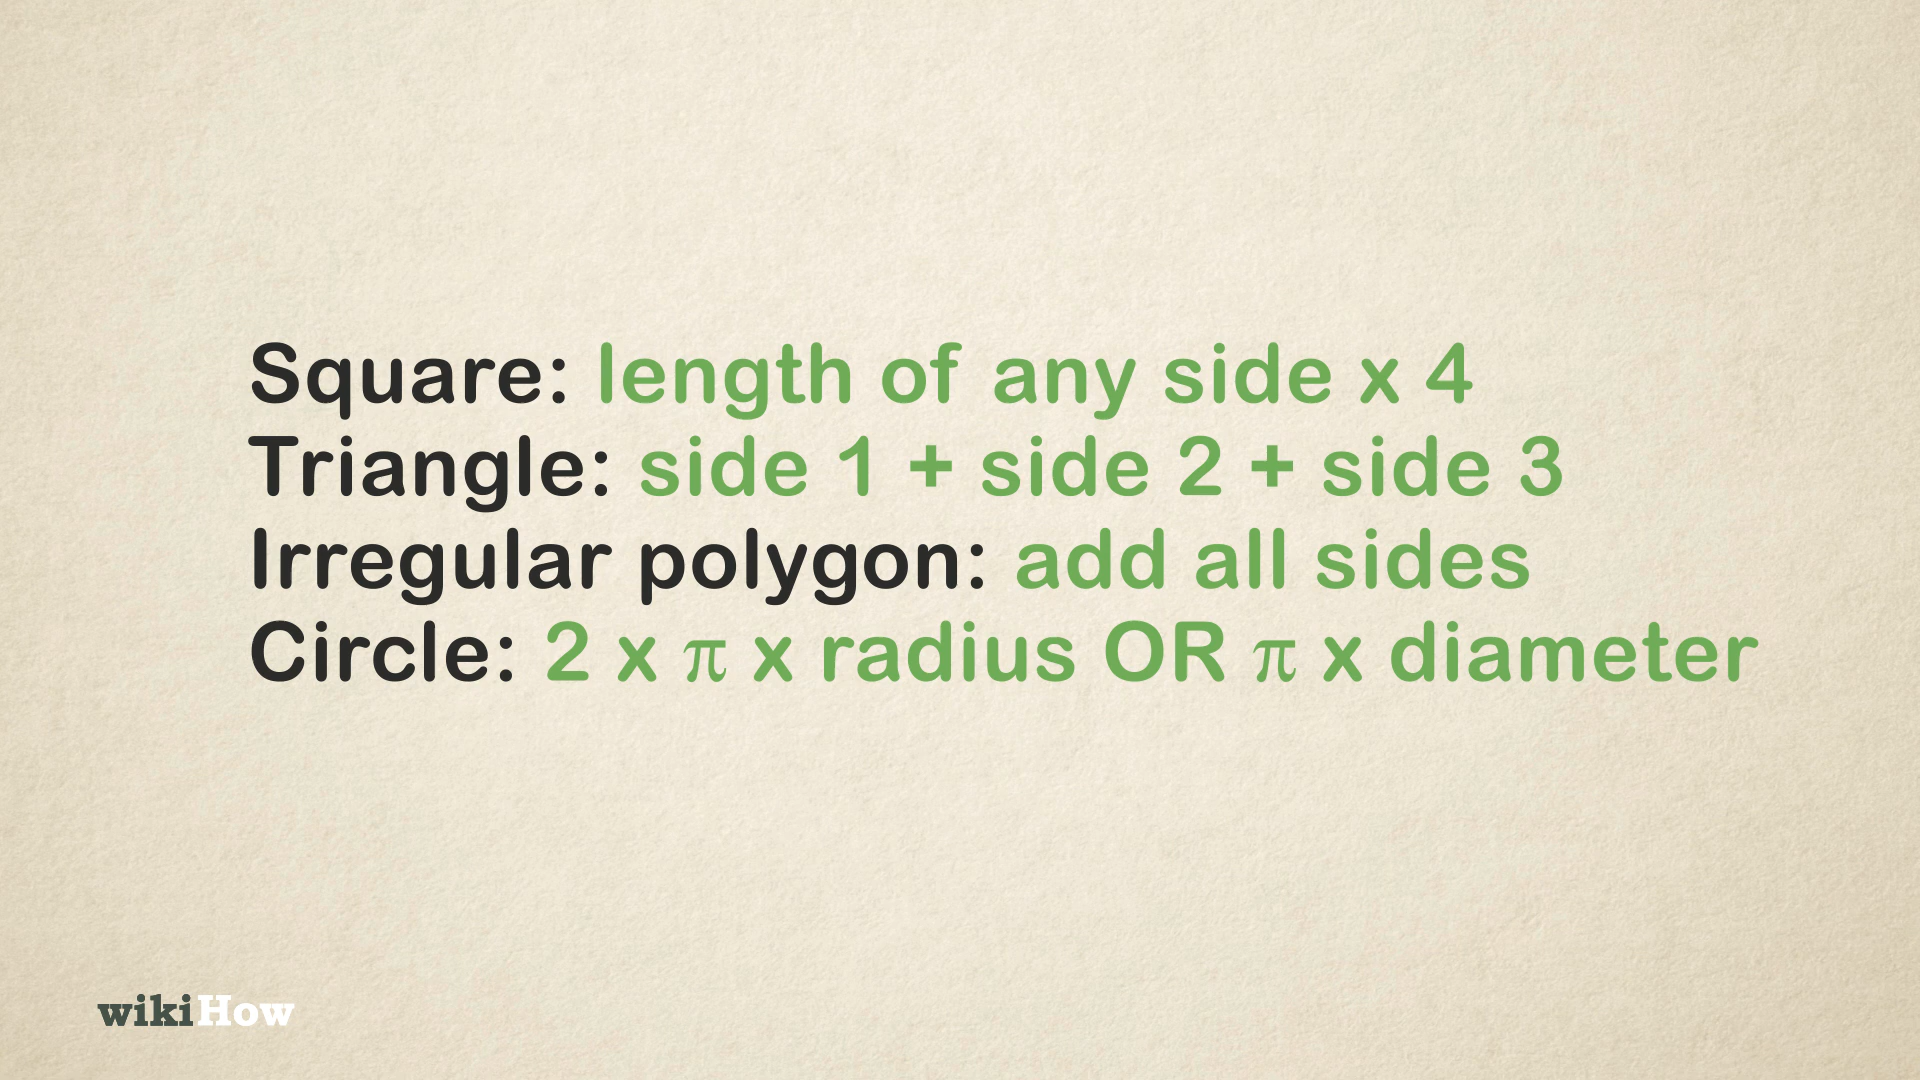 Square: length of any side x 4
Triangle: side 1 + side 2 + side 3
Irregular polygon: add all sides
Circle: 2 x π x radius OR π x diameter
wikiHow